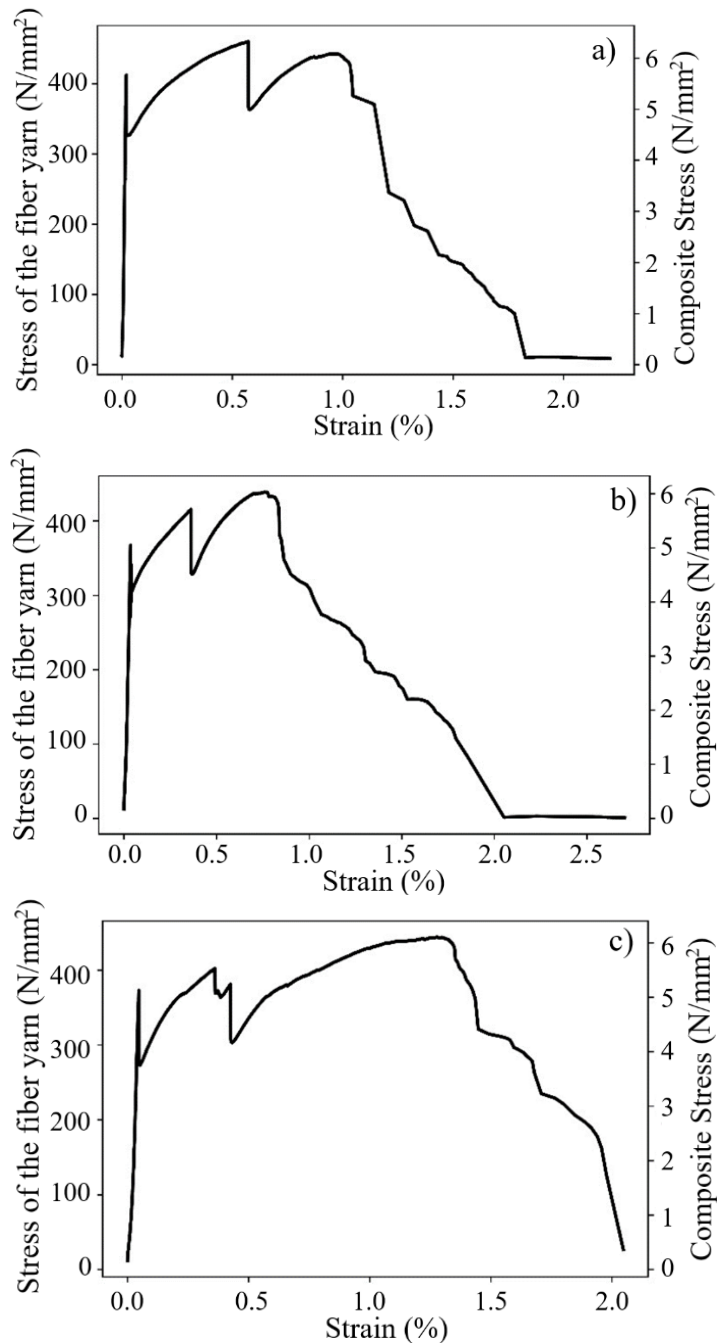 a)
Stress of the fiber yarn (N/mm²)
400
300
200
100
0
Composite Stress (N/mm²)
6
5
4
3
2
1
0
0.0 0.5 1.0 1.5 2.0
Strain (%)
b)
Stress of the fiber yarn (N/mm²)
400
300
200
100
0
Composite Stress (N/mm²)
6
5
4
3
2
1
0
0.0 0.5 1.0 1.5 2.0 2.5
Strain (%)
c)
Stress of the fiber yarn (N/mm²)
400
300
200
100
0
Composite Stress (N/mm²)
6
5
4
3
2
1
0
0.0 0.5 1.0 1.5 2.0
Strain (%)